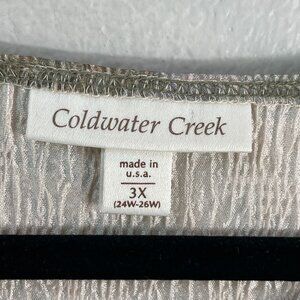 Coldwater Creek
made in
u.s.a.
3X
(24W-26W)